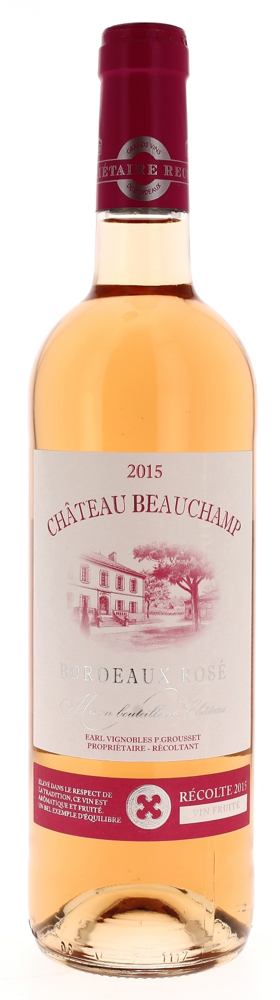 GRANDS VINS
IÉTAIRE REC
DE BORDEAUX
2015
CHÂTEAU BEAUCHAMP
BORDEAUX ROSÉ
Mis en bouteille au Château
EARL VIGNOBLES P.GROUSSET
PROPRIÉTAIRE - RÉCOLTANT
ELEVÉ DANS LE RESPECT DE
LA TRADITION, CE VIN EST
AROMATIQUE ET FRUITÉ.
UN BEL EXEMPLE D'ÉQUILIBRE
RÉCOLTE 2015
VIN FRUITÉ